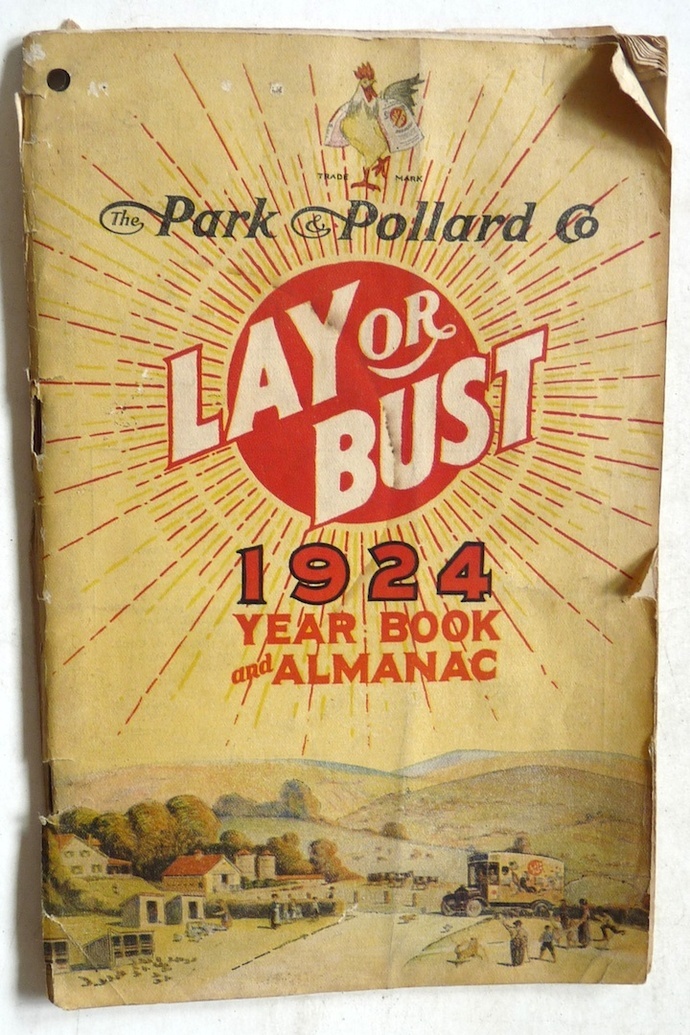 TRADE MARK
The Park & Pollard Co
LAY OR
BUST
1924
YEAR BOOK
and ALMANAC